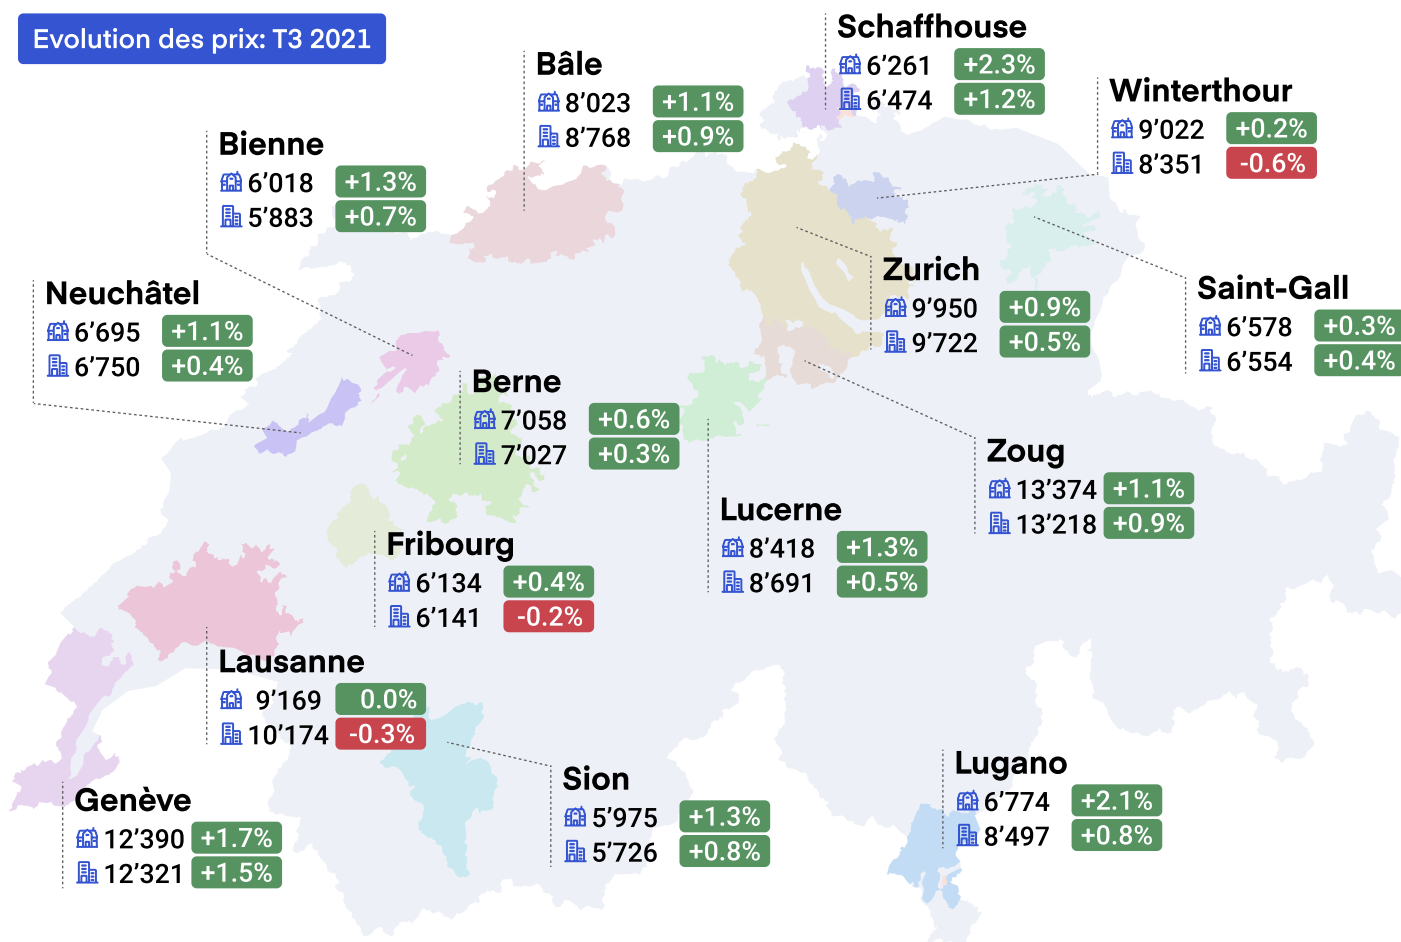 Evolution des prix: T3 2021
Schaffhouse
6’261 +2.3%
6’474 +1.2%
Bâle
8’023 +1.1%
8’768 +0.9%
Winterthour
9’022 +0.2%
8’351 -0.6%
Bienne
6’018 +1.3%
5’883 +0.7%
Zurich
9’950 +0.9%
9’722 +0.5%
Saint-Gall
6’578 +0.3%
6’554 +0.4%
Neuchâtel
6’695 +1.1%
6’750 +0.4%
Berne
7’058 +0.6%
7’027 +0.3%
Zoug
13’374 +1.1%
13’218 +0.9%
Lucerne
8’418 +1.3%
8’691 +0.5%
Fribourg
6’134 +0.4%
6’141 -0.2%
Lausanne
9’169 0.0%
10’174 -0.3%
Sion
5’975 +1.3%
5’726 +0.8%
Lugano
6’774 +2.1%
8’497 +0.8%
Genève
12’390 +1.7%
12’321 +1.5%